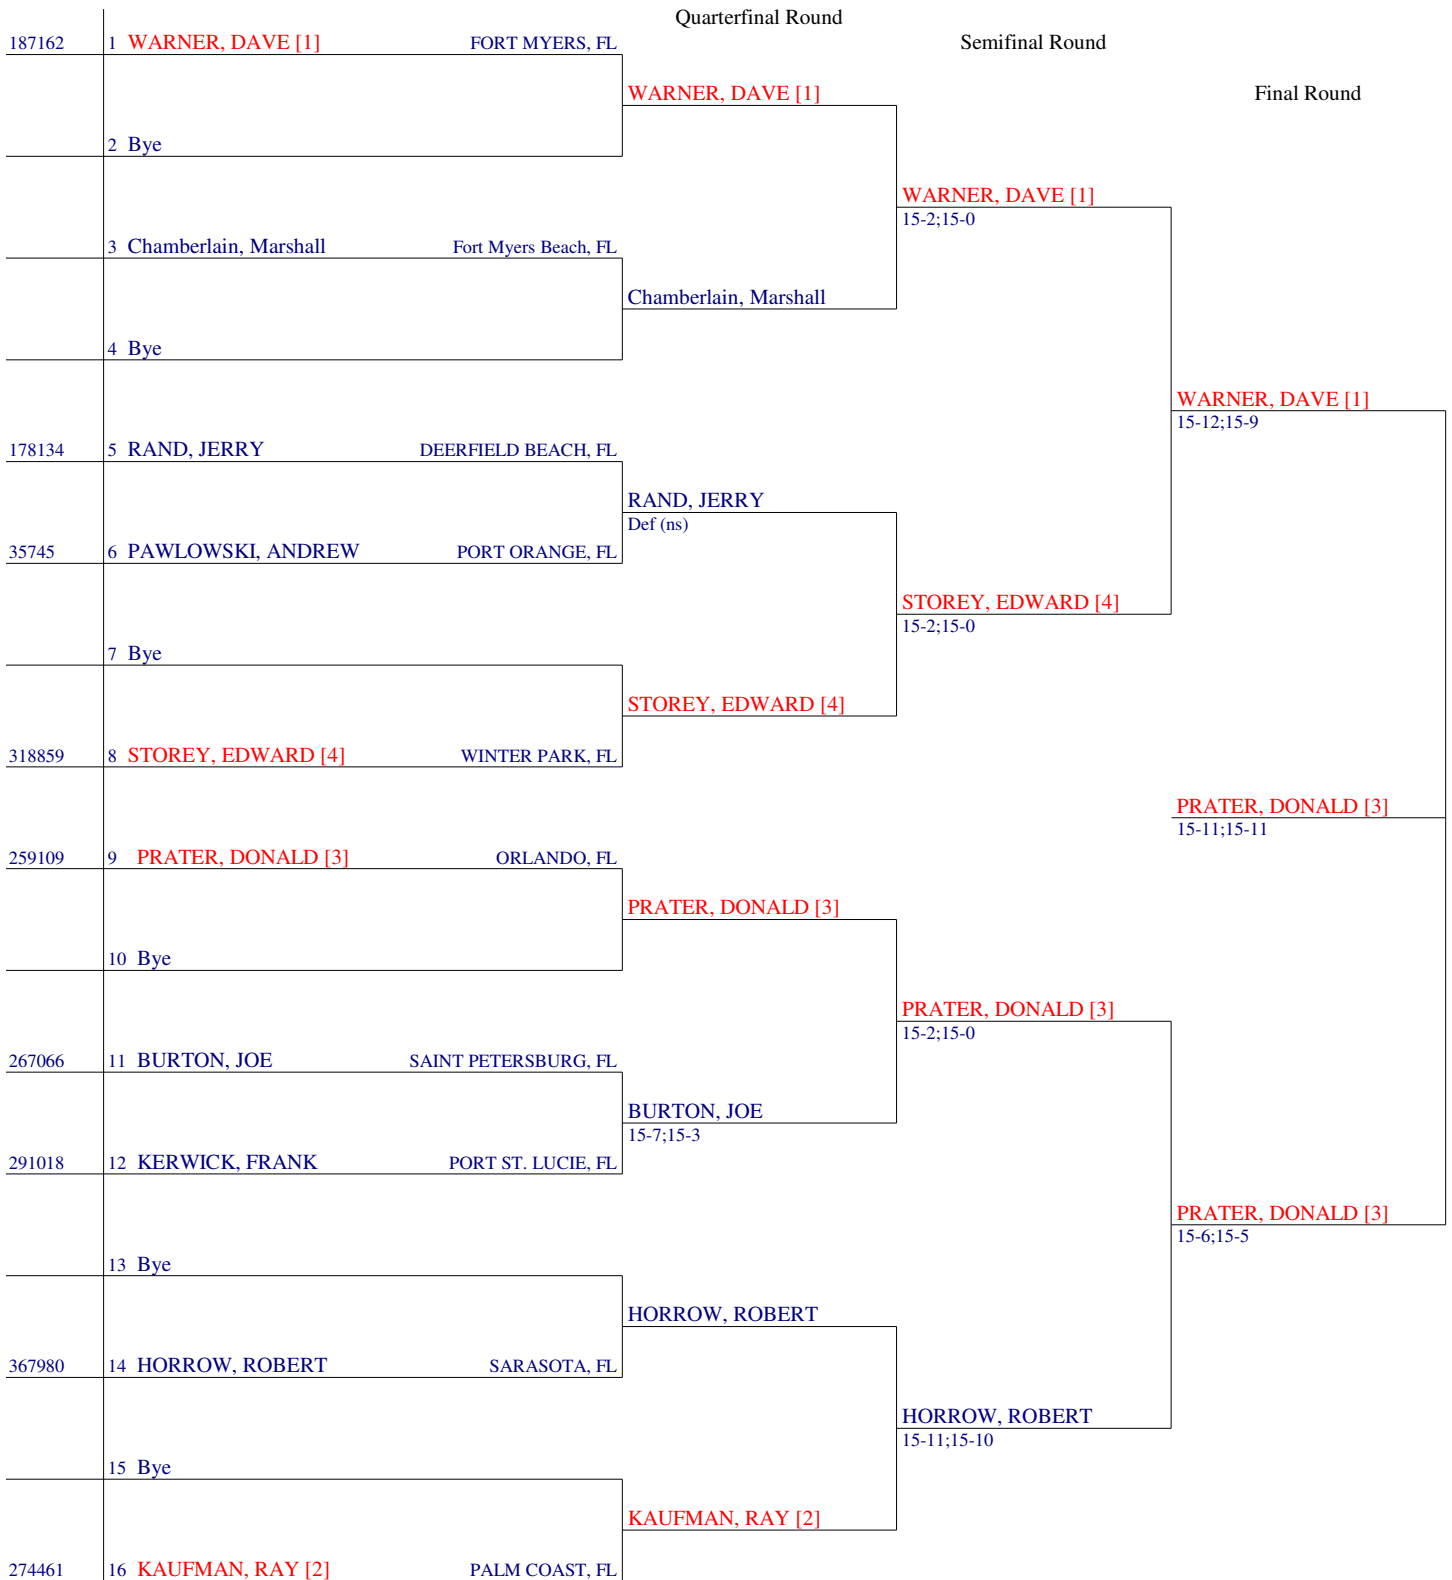 Quarterfinal Round
187162 1 WARNER, DAVE [1] FORT MYERS, FL
Semifinal Round
WARNER, DAVE [1]
Final Round
2 Bye
WARNER, DAVE [1]
15-2;15-0
3 Chamberlain, Marshall Fort Myers Beach, FL
Chamberlain, Marshall
4 Bye
WARNER, DAVE [1]
15-12;15-9
178134 5 RAND, JERRY DEERFIELD BEACH, FL
RAND, JERRY
Def (ns)
35745 6 PAWLOWSKI, ANDREW PORT ORANGE, FL
STOREY, EDWARD [4]
15-2;15-0
7 Bye
STOREY, EDWARD [4]
318859 8 STOREY, EDWARD [4] WINTER PARK, FL
PRATER, DONALD [3]
15-11;15-11
259109 9 PRATER, DONALD [3] ORLANDO, FL
PRATER, DONALD [3]
10 Bye
PRATER, DONALD [3]
15-2;15-0
267066 11 BURTON, JOE SAINT PETERSBURG, FL
BURTON, JOE
15-7;15-3
291018 12 KERWICK, FRANK PORT ST. LUCIE, FL
PRATER, DONALD [3]
15-6;15-5
13 Bye
HORROW, ROBERT
367980 14 HORROW, ROBERT SARASOTA, FL
HORROW, ROBERT
15-11;15-10
15 Bye
KAUFMAN, RAY [2]
274461 16 KAUFMAN, RAY [2] PALM COAST, FL